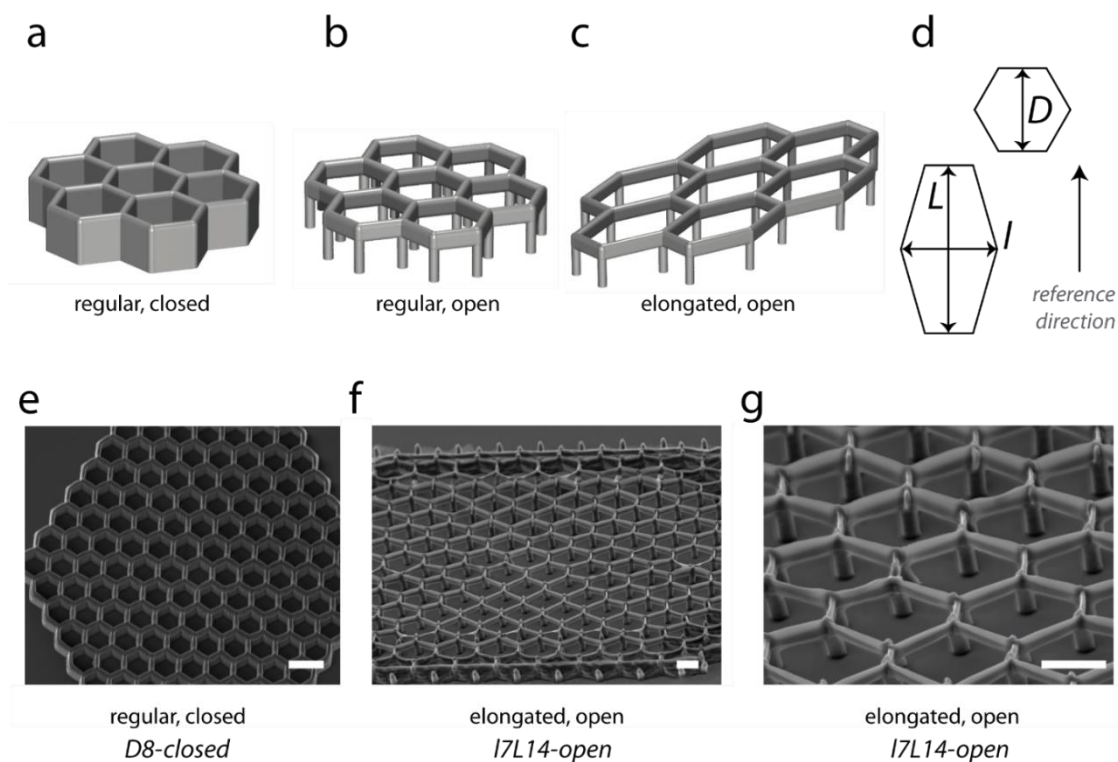 a
b
c
d
D
L
l
regular, closed
regular, open
elongated, open
reference
direction
e
f
g
regular, closed
elongated, open
elongated, open
D8-closed
l7L14-open
l7L14-open